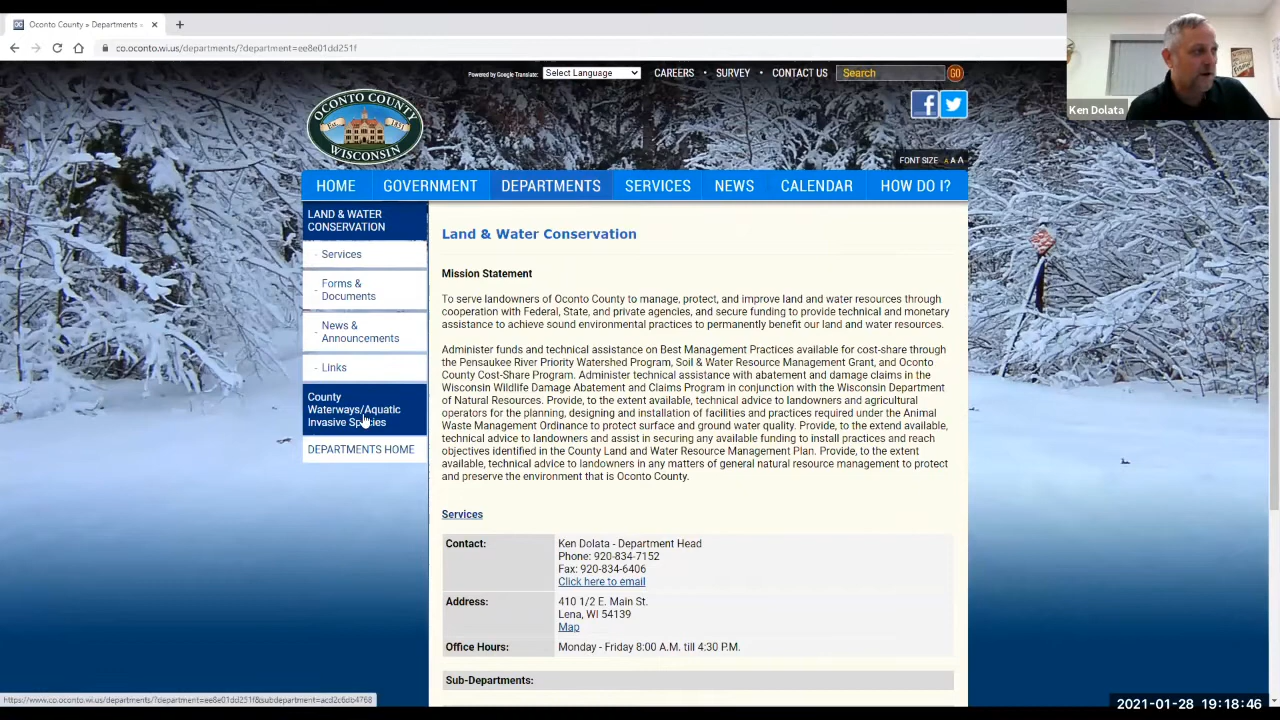 Oconto County » Departments »
co.oconto.wi.us/departments/?department=ee8e01dd251f
Ken Dolata
Powered by Google Translate:
Select Language
CAREERS • SURVEY • CONTACT US
Search
GO
OCONTO COUNTY
WISCONSIN
FONT SIZE A A A
HOME
GOVERNMENT
DEPARTMENTS
SERVICES
NEWS
CALENDAR
HOW DO I?
LAND & WATER
CONSERVATION
Services
Forms &
Documents
News &
Announcements
Links
County
Waterways/Aquatic
Invasive Species
DEPARTMENTS HOME
Land & Water Conservation
Mission Statement
To serve landowners of Oconto County to manage, protect, and improve land and water resources through
cooperation with Federal, State, and private agencies, and secure funding to provide technical and monetary
assistance to achieve sound environmental practices to permanently benefit our land and water resources.
Administer funds and technical assistance on Best Management Practices available for cost-share through
the Pensaukee River Priority Watershed Program, Soil & Water Resource Management Grant, and Oconto
County Cost-Share Program. Administer technical assistance with abatement and damage claims in the
Wisconsin Wildlife Damage Abatement and Claims Program in conjunction with the Wisconsin Department
of Natural Resources. Provide, to the extent available, technical advice to landowners and agricultural
operators for the planning, designing and installation of facilities and practices required under the Animal
Waste Management Ordinance to protect surface and ground water quality. Provide, to the extend available,
technical advice to landowners and assist in securing any available funding to install practices and reach
objectives identified in the County Land and Water Resource Management Plan. Provide, to the extent
available, technical advice to landowners in any matters of general natural resource management to protect
and preserve the environment that is Oconto County.
Services
Contact:
Ken Dolata - Department Head
Phone: 920-834-7152
Fax: 920-834-6406
Click here to email
Address:
410 1/2 E. Main St.
Lena, WI 54139
Map
Office Hours:
Monday - Friday 8:00 A.M. till 4:30 P.M.
Sub-Departments:
https://www.co.oconto.wi.us/departments/?department=ee8e01dd251f&subdepartment=acd2c6db4768
2021-01-28 19:18:46